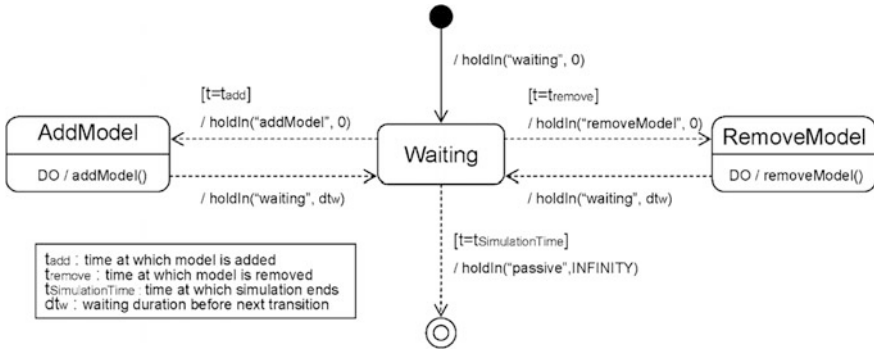 / holdIn("waiting", 0)
[t=tadd]
/ holdIn("addModel", 0)
[t=tremove]
/ holdIn("removeModel", 0)
AddModel
DO / addModel()
Waiting
RemoveModel
DO / removeModel()
/ holdIn("waiting", dtw)
/ holdIn("waiting", dtw)
[t=tSimulationTime]
/ holdIn("passive",INFINITY)
tadd : time at which model is added
tremove : time at which model is removed
tSimulationTime : time at which simulation ends
dtw : waiting duration before next transition